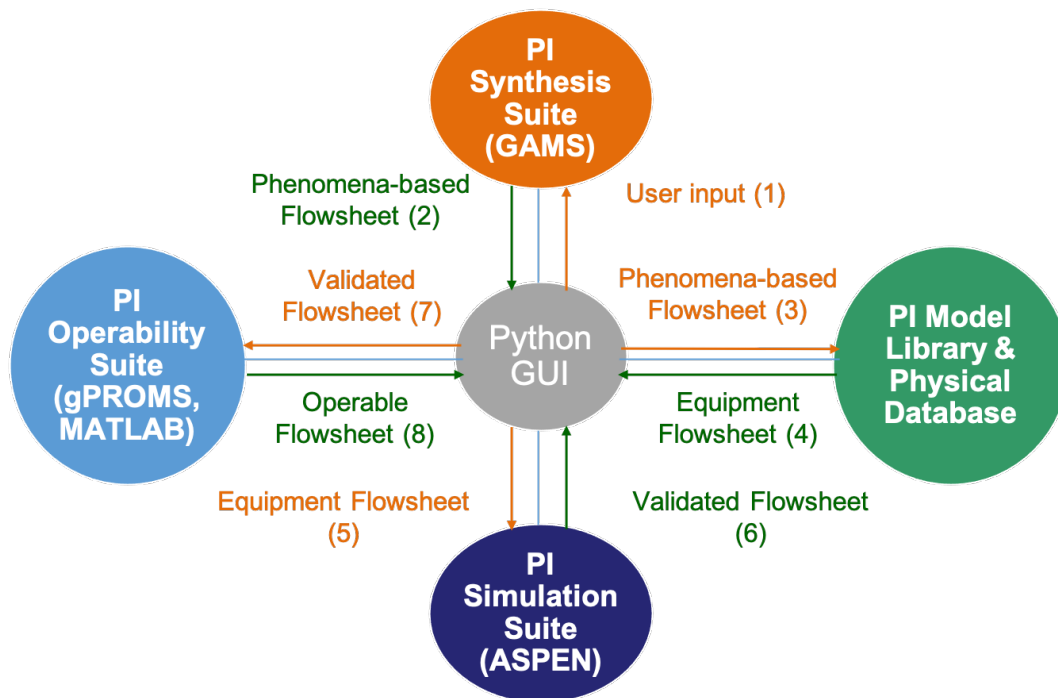 PI
Synthesis
Suite
(GAMS)
Phenomena-based
Flowsheet (2)
User input (1)
Validated
Flowsheet (7)
Phenomena-based
Flowsheet (3)
PI
Operability
Suite
(gPROMS,
MATLAB)
Python
GUI
PI Model
Library &
Physical
Database
Operable
Flowsheet (8)
Equipment
Flowsheet (4)
Equipment Flowsheet
(5)
Validated Flowsheet
(6)
PI
Simulation
Suite
(ASPEN)